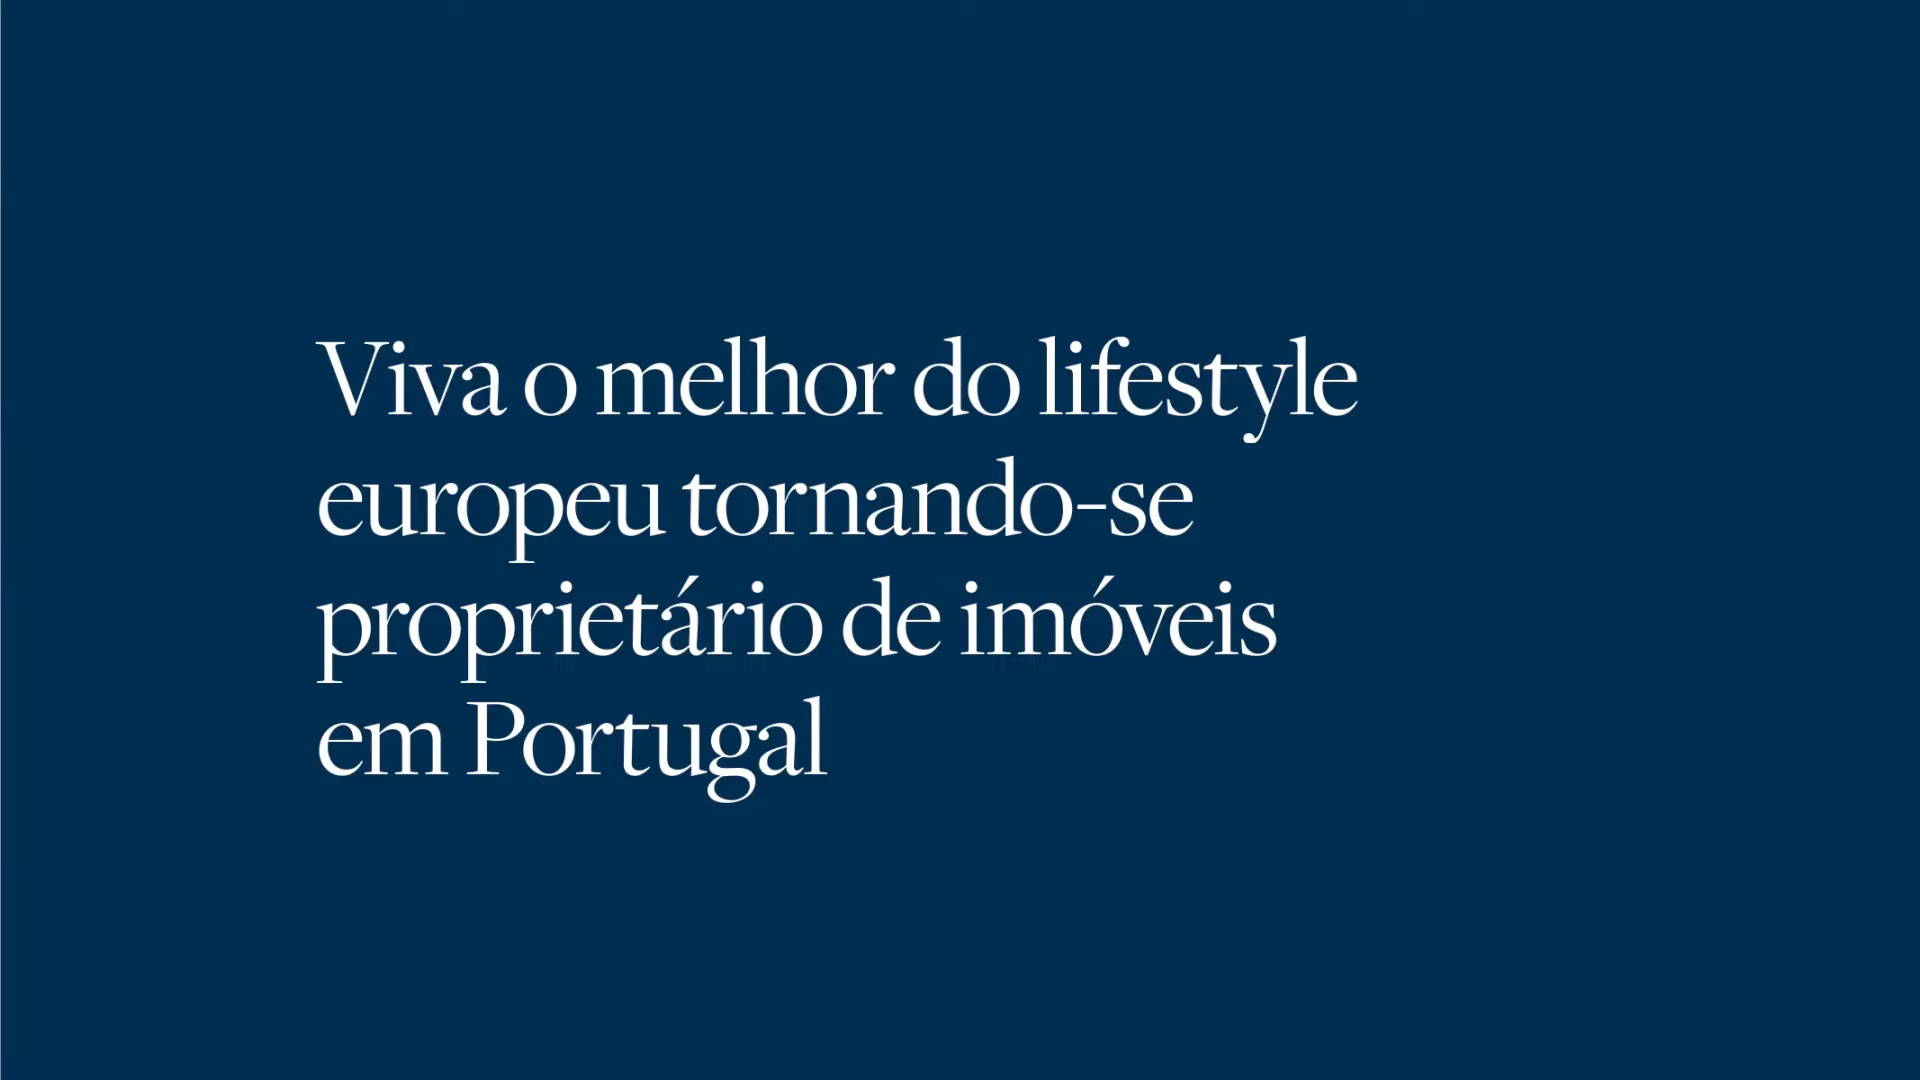 Viva o melhor do lifestyle
europeu tornando-se
proprietário de imóveis
em Portugal